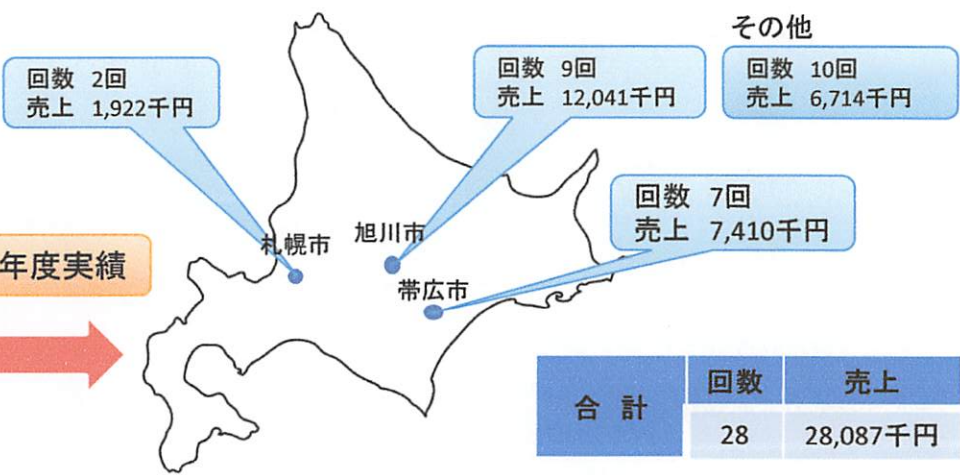 その他
回数 2回
売上 1,922千円
回数 9回
売上 12,041千円
回数 10回
売上 6,714千円
回数 7回
売上 7,410千円
札幌市
旭川市
帯広市
年度実績
合 計
回数 売上
28 28,087千円